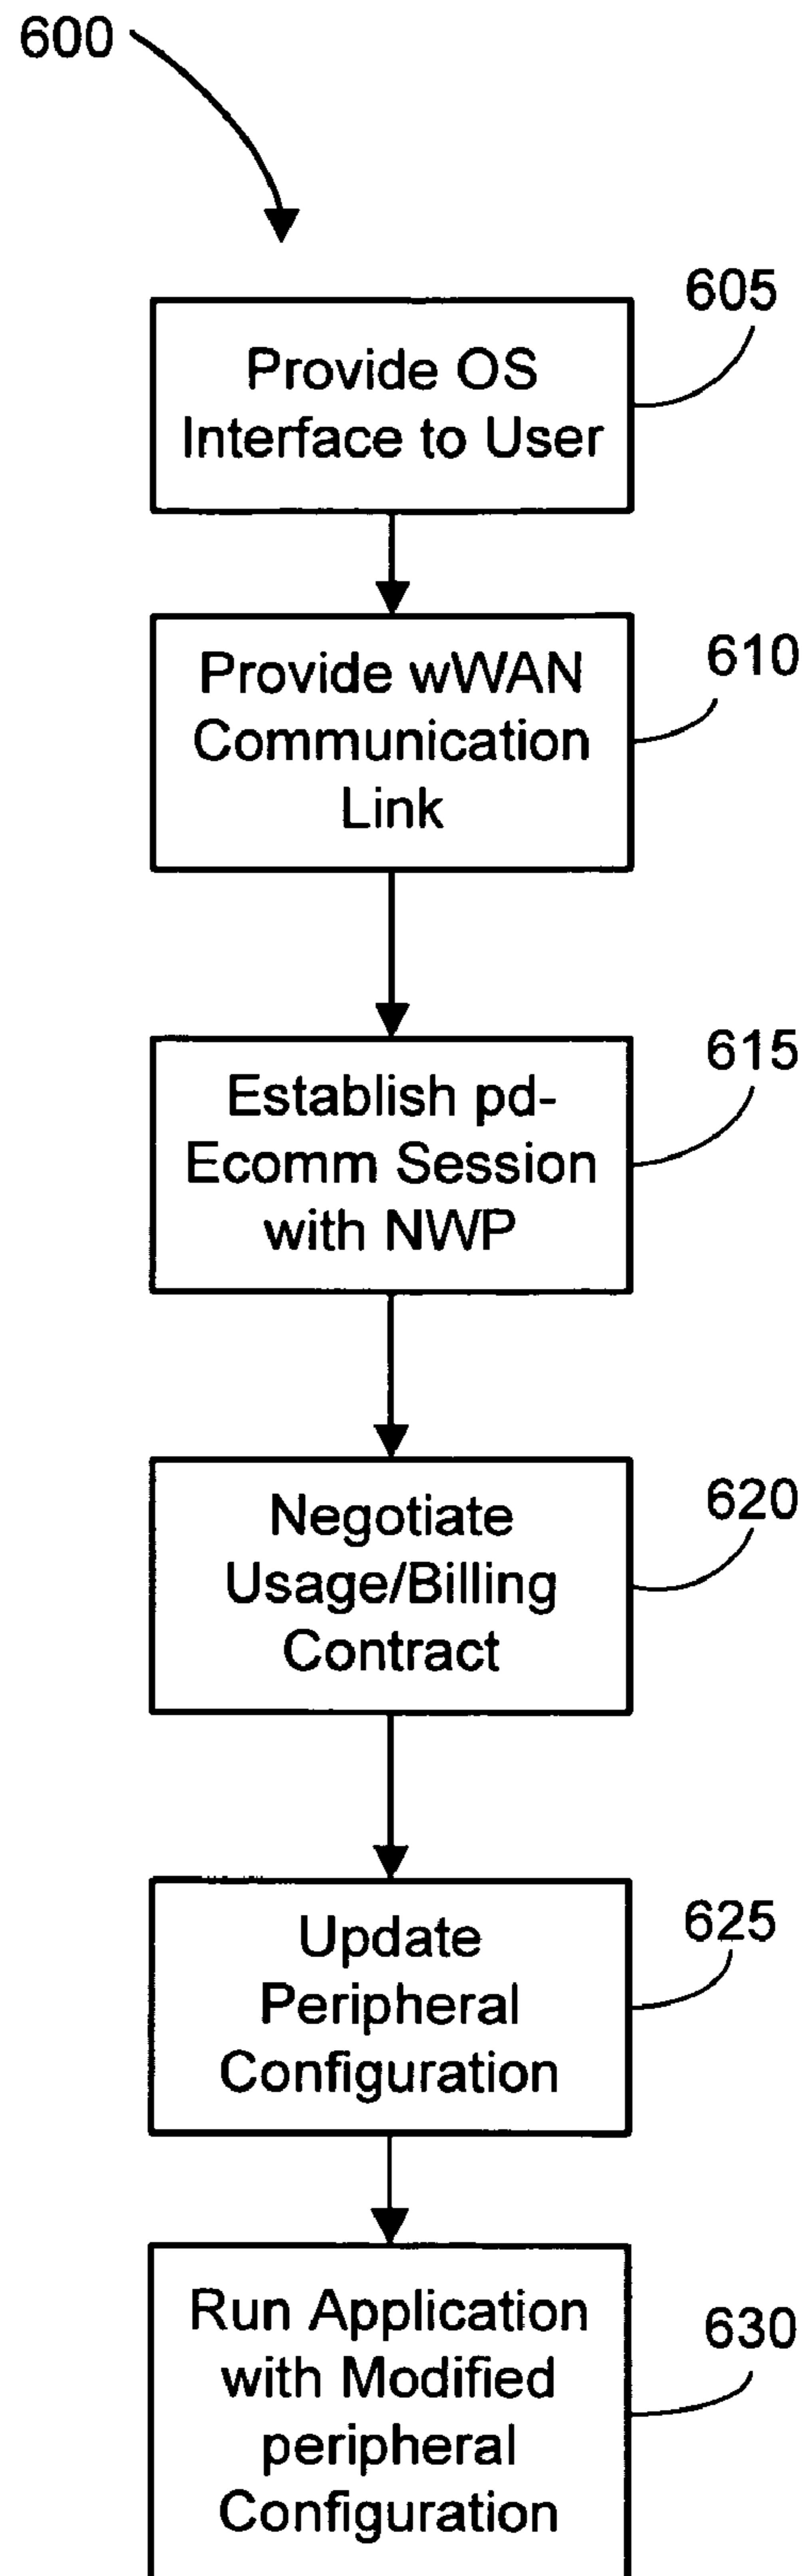 600
605
Provide OS
Interface to User
610
Provide wWAN
Communication
Link
615
Establish pd-
Ecomm Session
with NWP
620
Negotiate
Usage/Billing
Contract
625
Update
Peripheral
Configuration
630
Run Application
with Modified
peripheral
Configuration